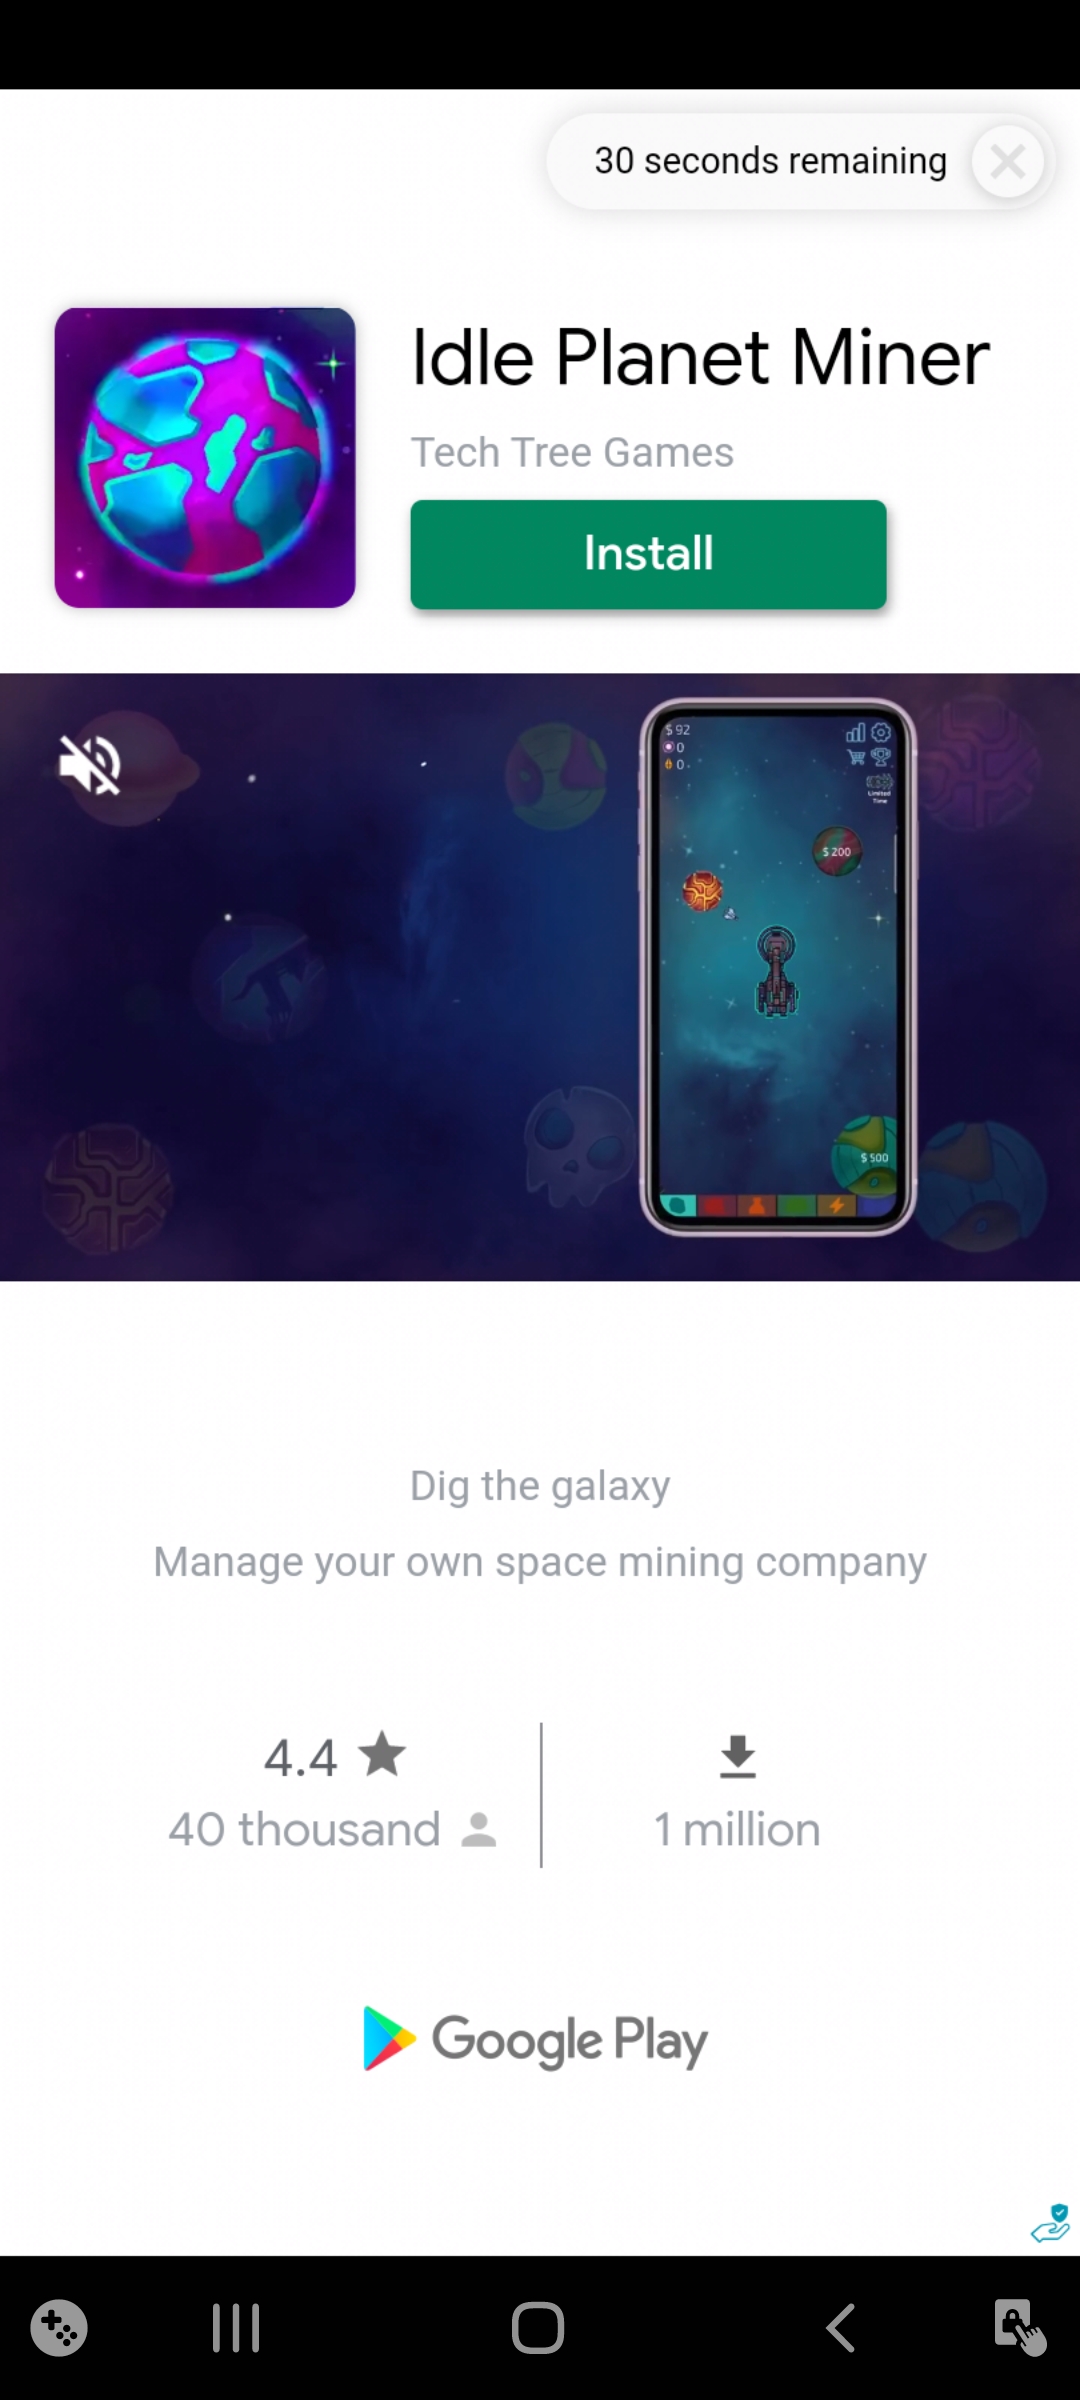 30 seconds remaining
Idle Planet Miner
Tech Tree Games
Install
$ 92
0
0
Limited
Time
$ 200
$ 500
Dig the galaxy
Manage your own space mining company
4.4
40 thousand
1 million
Google Play